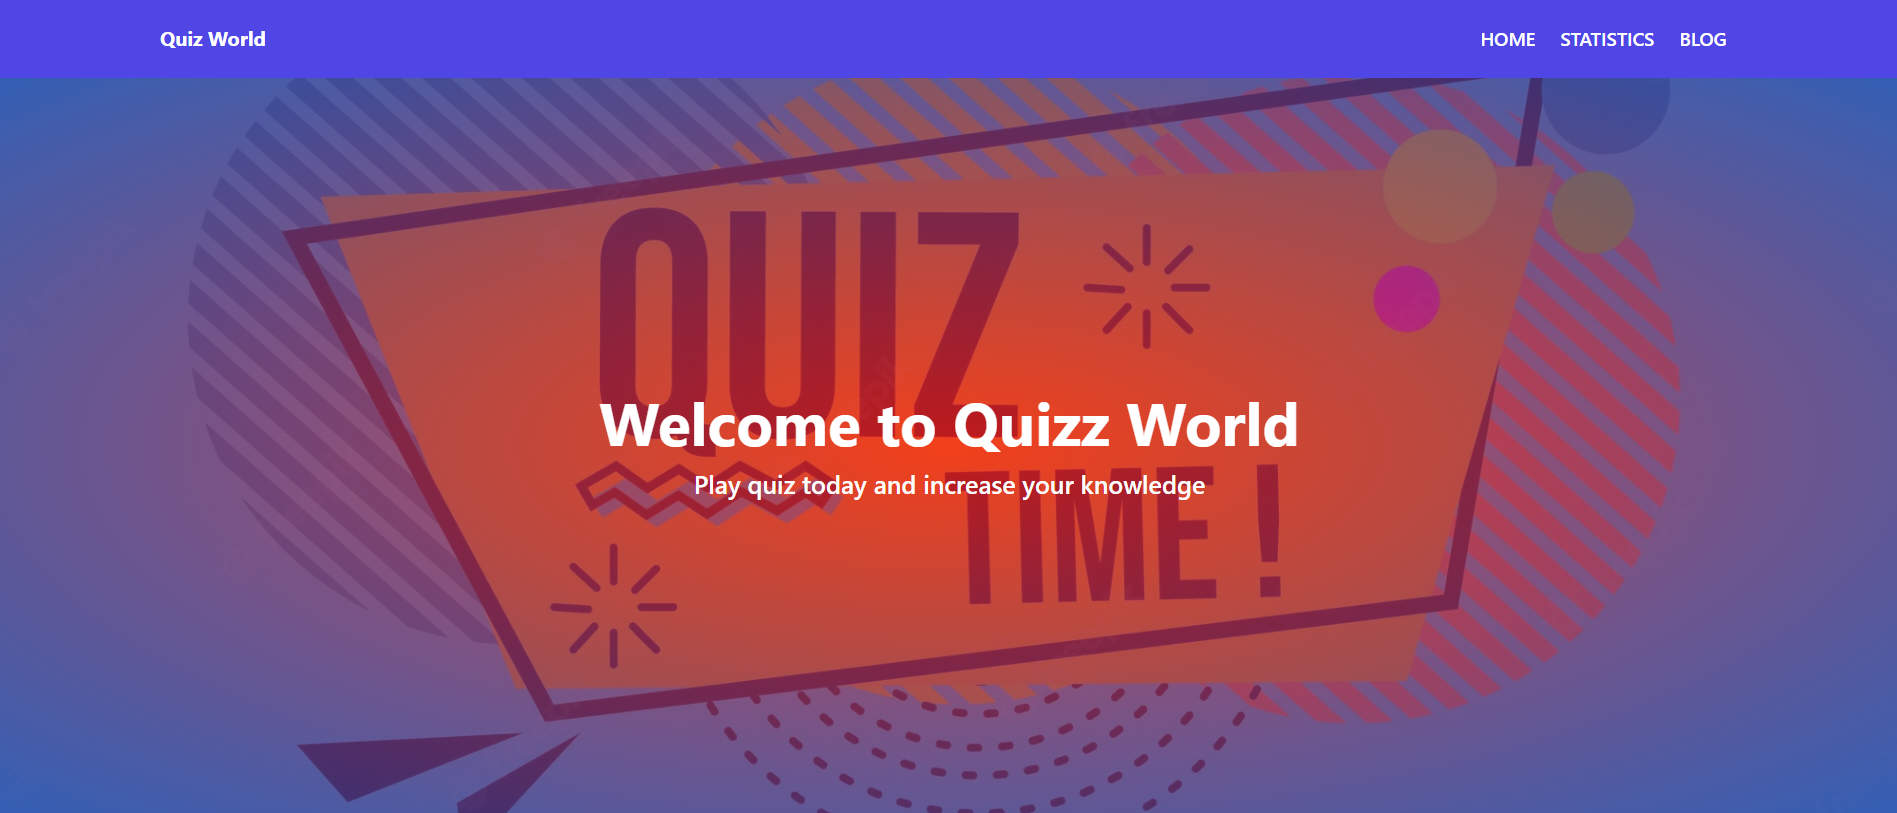 Quiz World
HOME STATISTICS BLOG
QUIZ
Welcome to Quizz World
Play quiz today and increase your knowledge
TIME !